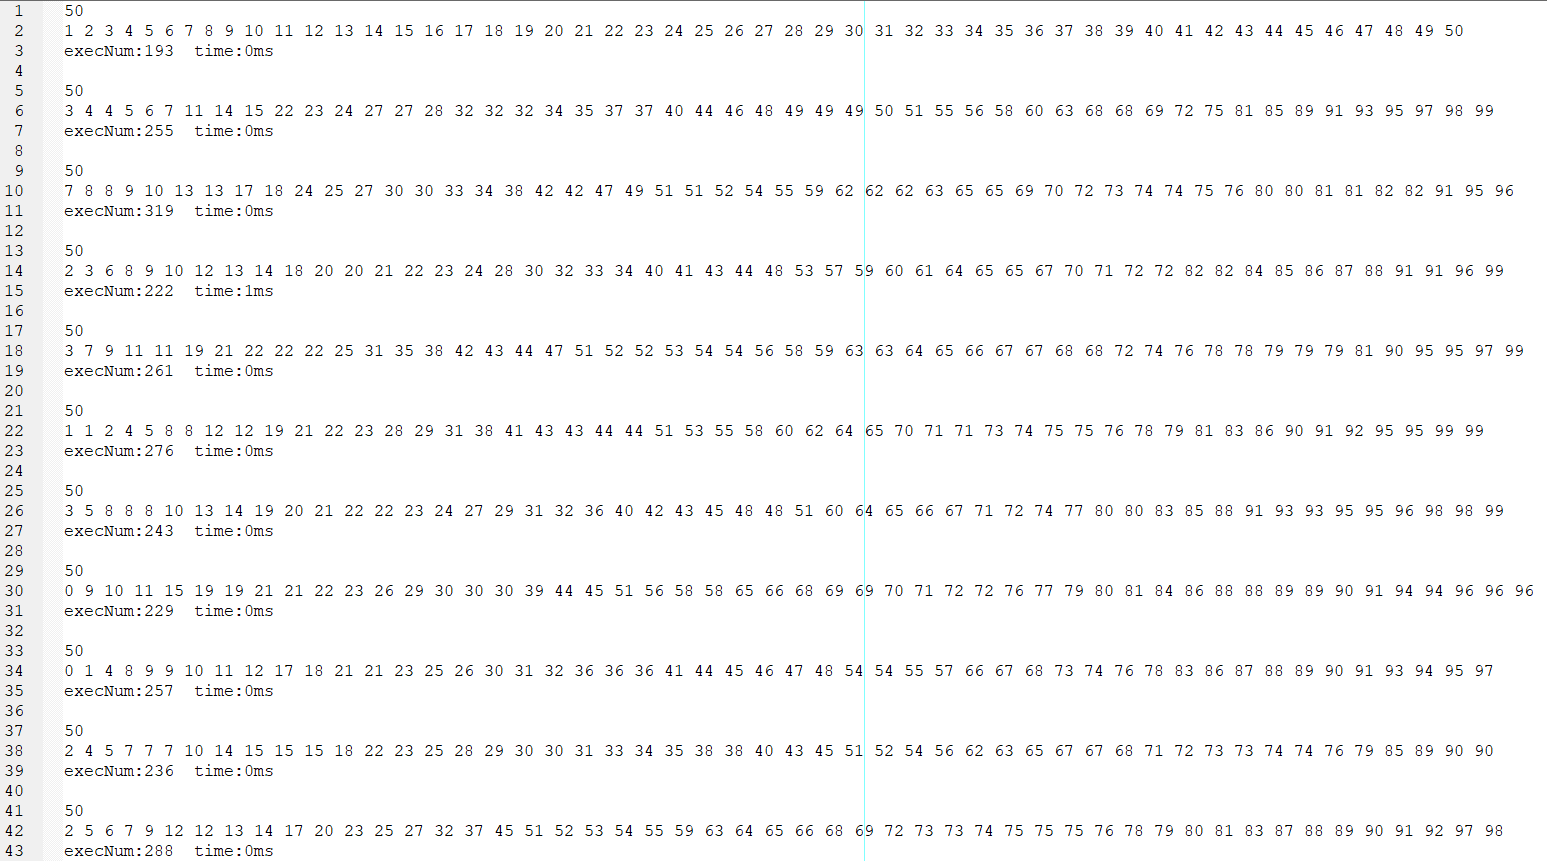 1 50
2 1 2 3 4 5 6 7 8 9 10 11 12 13 14 15 16 17 18 19 20 21 22 23 24 25 26 27 28 29 30 31 32 33 34 35 36 37 38 39 40 41 42 43 44 45 46 47 48 49 50
3 execNum:193  time:0ms
4
5 50
6 3 4 4 5 6 7 11 14 15 22 23 24 27 27 28 32 32 32 34 35 37 37 40 44 46 48 49 49 49 50 51 55 56 58 60 63 68 68 69 72 75 81 85 89 91 93 95 97 98 99
7 execNum:255  time:0ms
8
9 50
10 7 8 8 9 10 13 13 17 18 24 25 27 30 30 33 34 38 42 42 47 49 51 51 52 54 55 59 62 62 62 63 65 65 69 70 72 73 74 74 75 76 80 80 81 81 82 82 91 95 96
11 execNum:319  time:0ms
12
13 50
14 2 3 6 8 9 10 12 13 14 18 20 20 21 22 23 24 28 30 32 33 34 40 41 43 44 48 53 57 59 60 61 64 65 65 67 70 71 72 72 82 82 84 85 86 87 88 91 91 96 99
15 execNum:222  time:1ms
16
17 50
18 3 7 9 11 11 19 21 22 22 22 25 31 35 38 42 43 44 47 51 52 52 53 54 54 56 58 59 63 63 64 65 66 67 67 68 68 72 74 76 78 78 79 79 79 81 90 95 95 97 99
19 execNum:261  time:0ms
20
21 50
22 1 1 2 4 5 8 8 12 12 19 21 22 23 28 29 31 38 41 43 43 44 44 51 53 55 58 60 62 64 65 70 71 71 73 74 75 75 76 78 79 81 83 86 90 91 92 95 95 99 99
23 execNum:276  time:0ms
24
25 50
26 3 5 8 8 8 10 13 14 19 20 21 22 22 23 24 27 29 31 32 36 40 42 43 45 48 48 51 60 64 65 66 67 71 72 74 77 80 80 83 85 88 91 93 93 95 95 96 98 98 99
27 execNum:243  time:0ms
28
29 50
30 0 9 10 11 15 19 19 21 21 22 23 26 29 30 30 30 39 44 45 51 56 58 58 65 66 68 69 69 70 71 72 72 76 77 79 80 81 84 86 88 88 89 89 90 91 94 94 96 96 96
31 execNum:229  time:0ms
32
33 50
34 0 1 4 8 9 9 10 11 12 17 18 21 21 23 25 26 30 31 32 36 36 36 41 44 45 46 47 48 54 54 55 57 66 67 68 73 74 76 78 83 86 87 88 89 90 91 93 94 95 97
35 execNum:257  time:0ms
36
37 50
38 2 4 5 7 7 7 10 14 15 15 15 18 22 23 25 28 29 30 30 31 33 34 35 38 38 40 43 45 51 52 54 56 62 63 65 67 67 68 71 72 73 73 74 74 76 79 85 89 90 90
39 execNum:236  time:0ms
40
41 50
42 2 5 6 7 9 12 12 13 14 17 20 23 25 27 32 37 45 51 52 53 54 55 59 63 64 65 66 68 69 72 73 73 74 75 75 75 76 78 79 80 81 83 87 88 89 90 91 92 97 98
43 execNum:288  time:0ms